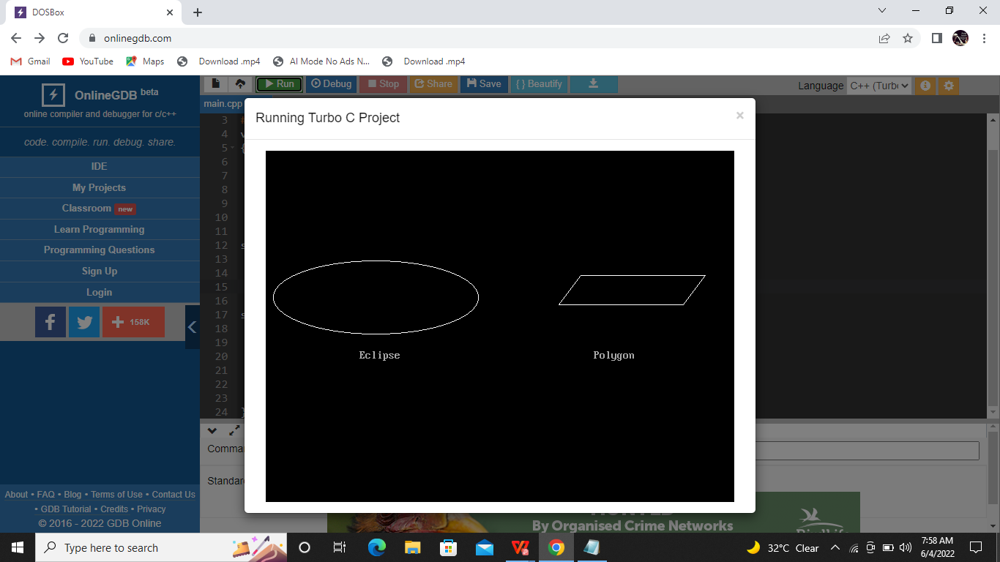 DOSBox
onlinegdb.com
Gmail YouTube Maps Download .mp4 AI Mode No Ads N... Download .mp4
OnlineGDB beta
online compiler and debugger for c/c++
code. compile. run. debug. share.
IDE
My Projects
Classroom new
Learn Programming
Programming Questions
Sign Up
Login
158K
About • FAQ • Blog • Terms of Use • Contact Us
• GDB Tutorial • Credits • Privacy
© 2016 - 2022 GDB Online
Run Debug Stop Share Save { } Beautify
Language C++ (Turb
main.cpp
3 #
4 v
5 {
6
7
8
9
10
11
12 s
13
14
15
16
17 s
18
19
20
21
22
23
24 }
Running Turbo C Project ×
Eclipse Polygon
Comma
Standar
By Organised Crime Networks
Type here to search
32°C Clear
7:58 AM
6/4/2022